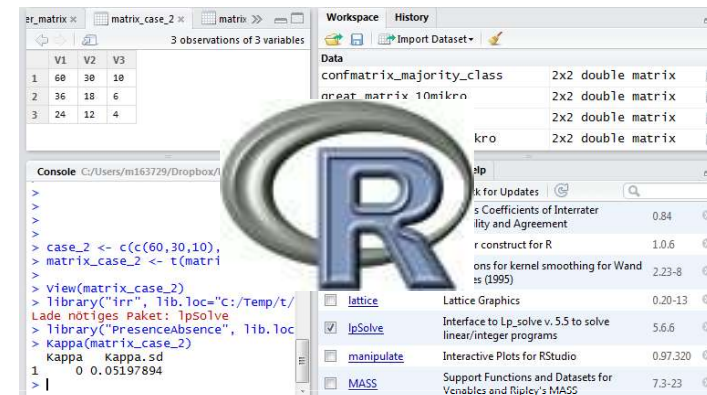 er_matrix × matrix_case_2 × matrix
3 observations of 3 variables
V1 V2 V3
1 60 30 10
2 36 18 6
3 24 12 4
Workspace History
Import Dataset
Data
confmatrix_majority_class 2x2 double matrix
great_matrix_10mikro 2x2 double matrix
2x2 double matrix
kro 2x2 double matrix
Console C:/Users/m163729/Dropbox/
>
>
>
>
> case_2 <- c(c(60,30,10),
> matrix_case_2 <- t(matri
>
> View(matrix_case_2)
> library("irr", lib.loc="C:/Temp/t/
Lade nötiges Paket: lpSolve
> library("PresenceAbsence", lib.loc
> Kappa(matrix_case_2)
Kappa Kappa.sd
1 0 0.05197894
>
R
elp
ck for Updates
s Coefficients of Interrater
ility and Agreement 0.84
r construct for R 1.0.6
ons for kernel smoothing for Wand
es (1995) 2.23-8
lattice Lattice Graphics 0.20-13
lpSolve Interface to Lp_solve v. 5.5 to solve
linear/integer programs 5.6.6
manipulate Interactive Plots for RStudio 0.97.320
MASS Support Functions and Datasets for
Venables and Ripley's MASS 7.3-23